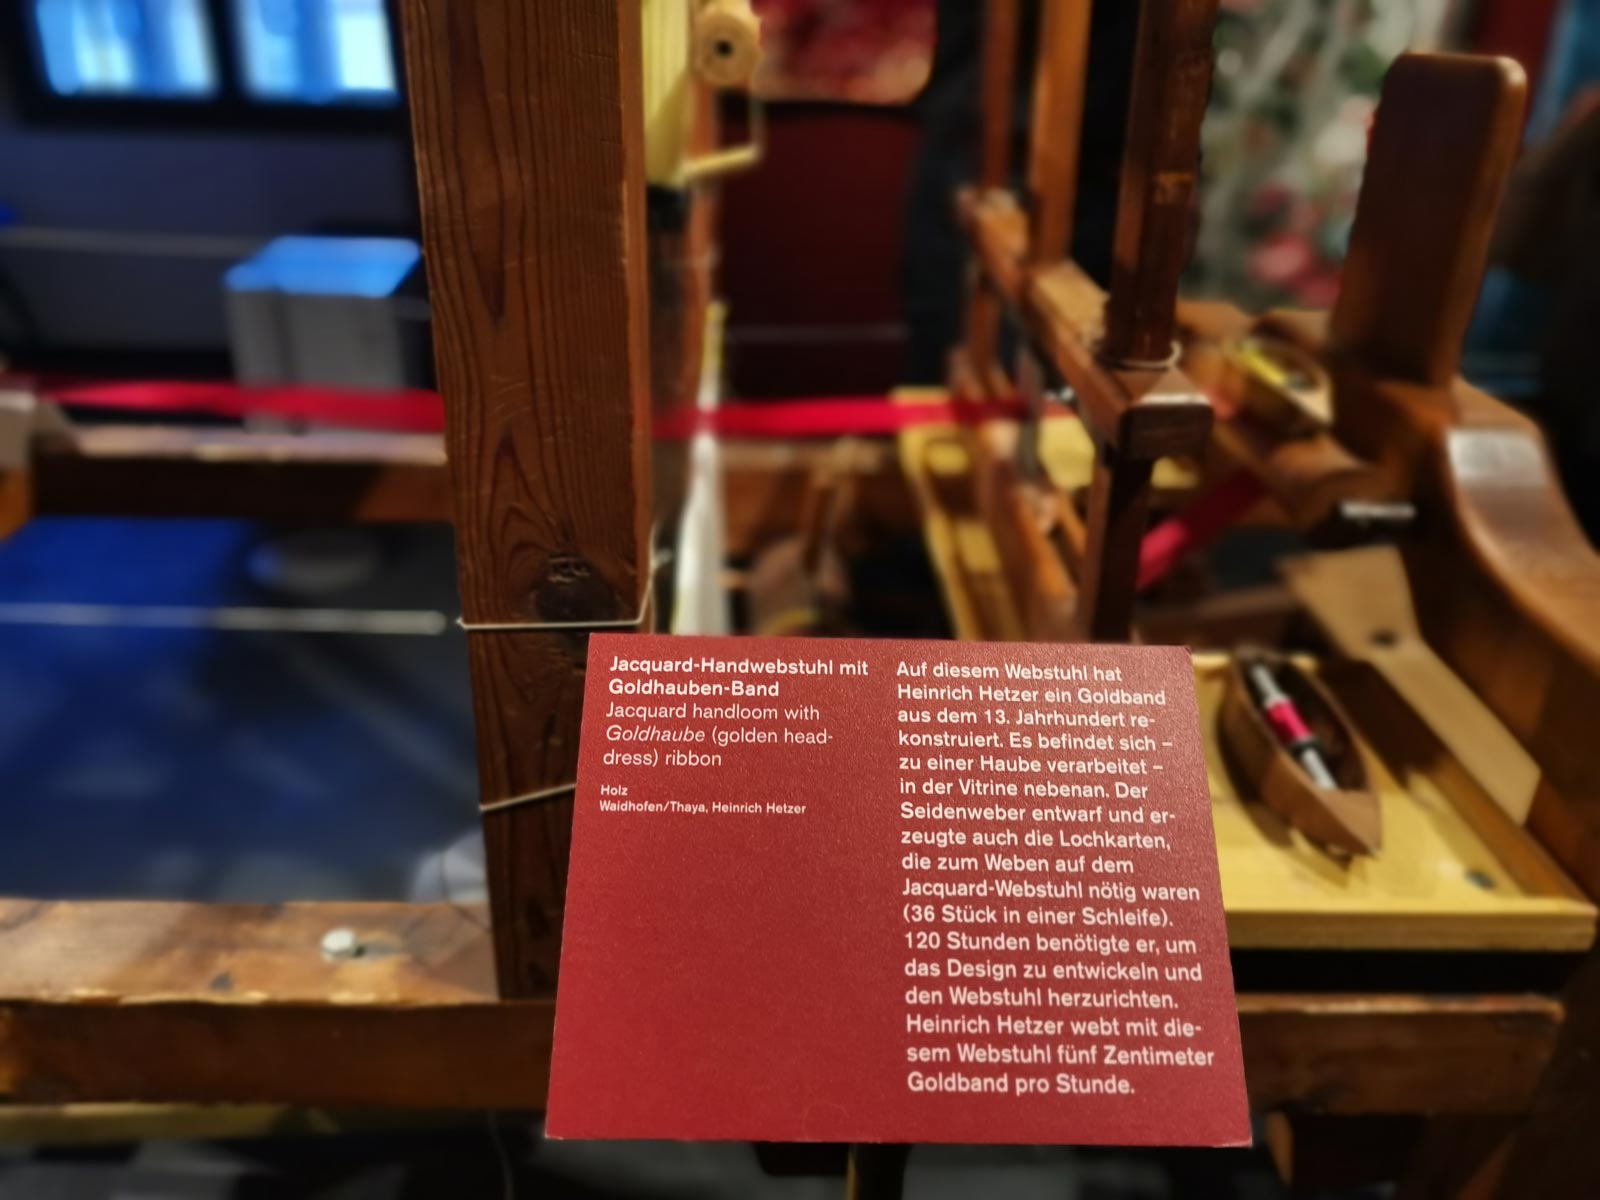 Jacquard-Handwebstuhl mit
Goldhauben-Band
Jacquard handloom with
Goldhaube (golden head-
dress) ribbon
Holz
Waidhofen/Thaya, Heinrich Hetzer
Auf diesem Webstuhl hat
Heinrich Hetzer ein Goldband
aus dem 13. Jahrhundert re-
konstruiert. Es befindet sich –
zu einer Haube verarbeitet –
in der Vitrine nebenan. Der
Seidenweber entwarf und er-
zeugte auch die Lochkarten,
die zum Weben auf dem
Jacquard-Webstuhl nötig waren
(36 Stück in einer Schleife).
120 Stunden benötigte er, um
das Design zu entwickeln und
den Webstuhl herzurichten.
Heinrich Hetzer webt mit die-
sem Webstuhl fünf Zentimeter
Goldband pro Stunde.